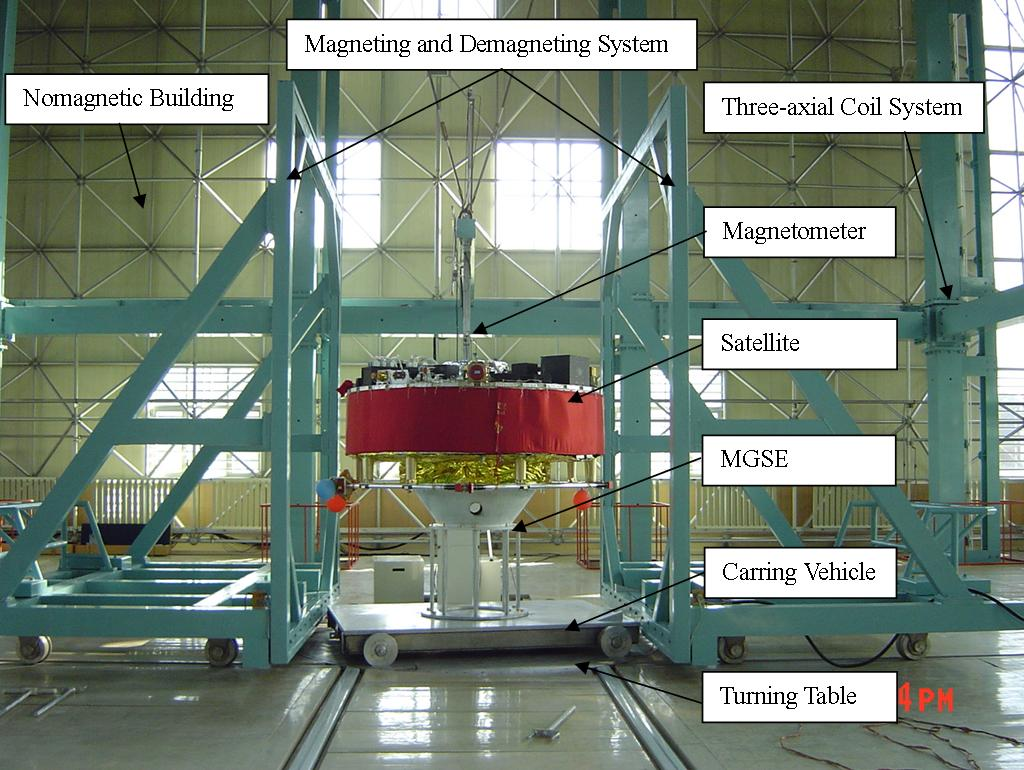 Magneting and Demagneting System
Nomagnetic Building
Three-axial Coil System
Magnetometer
Satellite
MGSE
Carring Vehicle
Turning Table
4PM